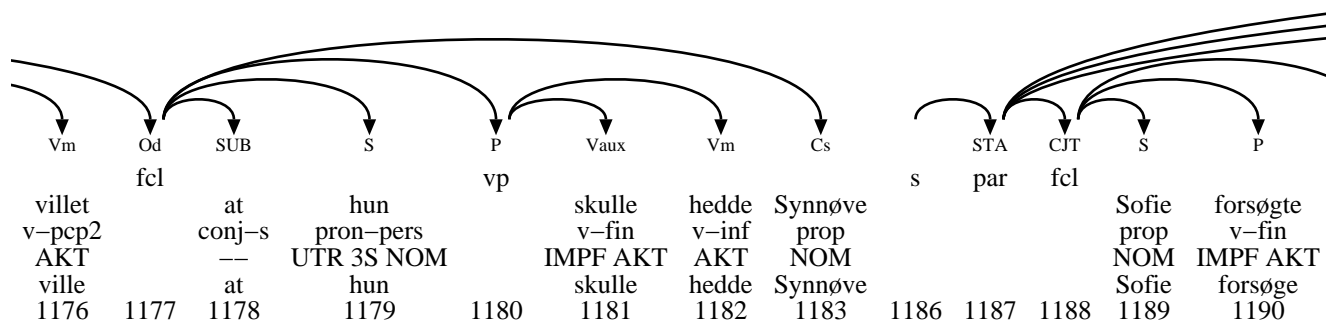 Vm Od SUB S P Vaux Vm Cs STA CJT S P
fcl vp s par fcl
villet at hun skulle hedde Synnøve Sofie forsøgte
v−pcp2 conj−s pron−pers v−fin v−inf prop prop v−fin
AKT −− UTR 3S NOM IMPF AKT AKT NOM NOM IMPF AKT
ville at hun skulle hedde Synnøve Sofie forsøge
1176 1177 1178 1179 1180 1181 1182 1183 1186 1187 1188 1189 1190